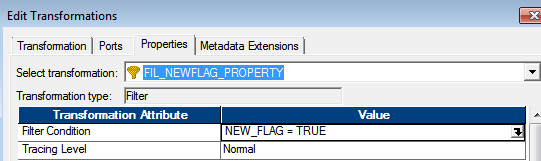 Edit Transformations
Transformation Ports Properties Metadata Extensions
Select transformation: FIL_NEWFLAG_PROPERTY
Transformation type: Filter
Transformation Attribute Value
Filter Condition NEW_FLAG = TRUE
Tracing Level Normal